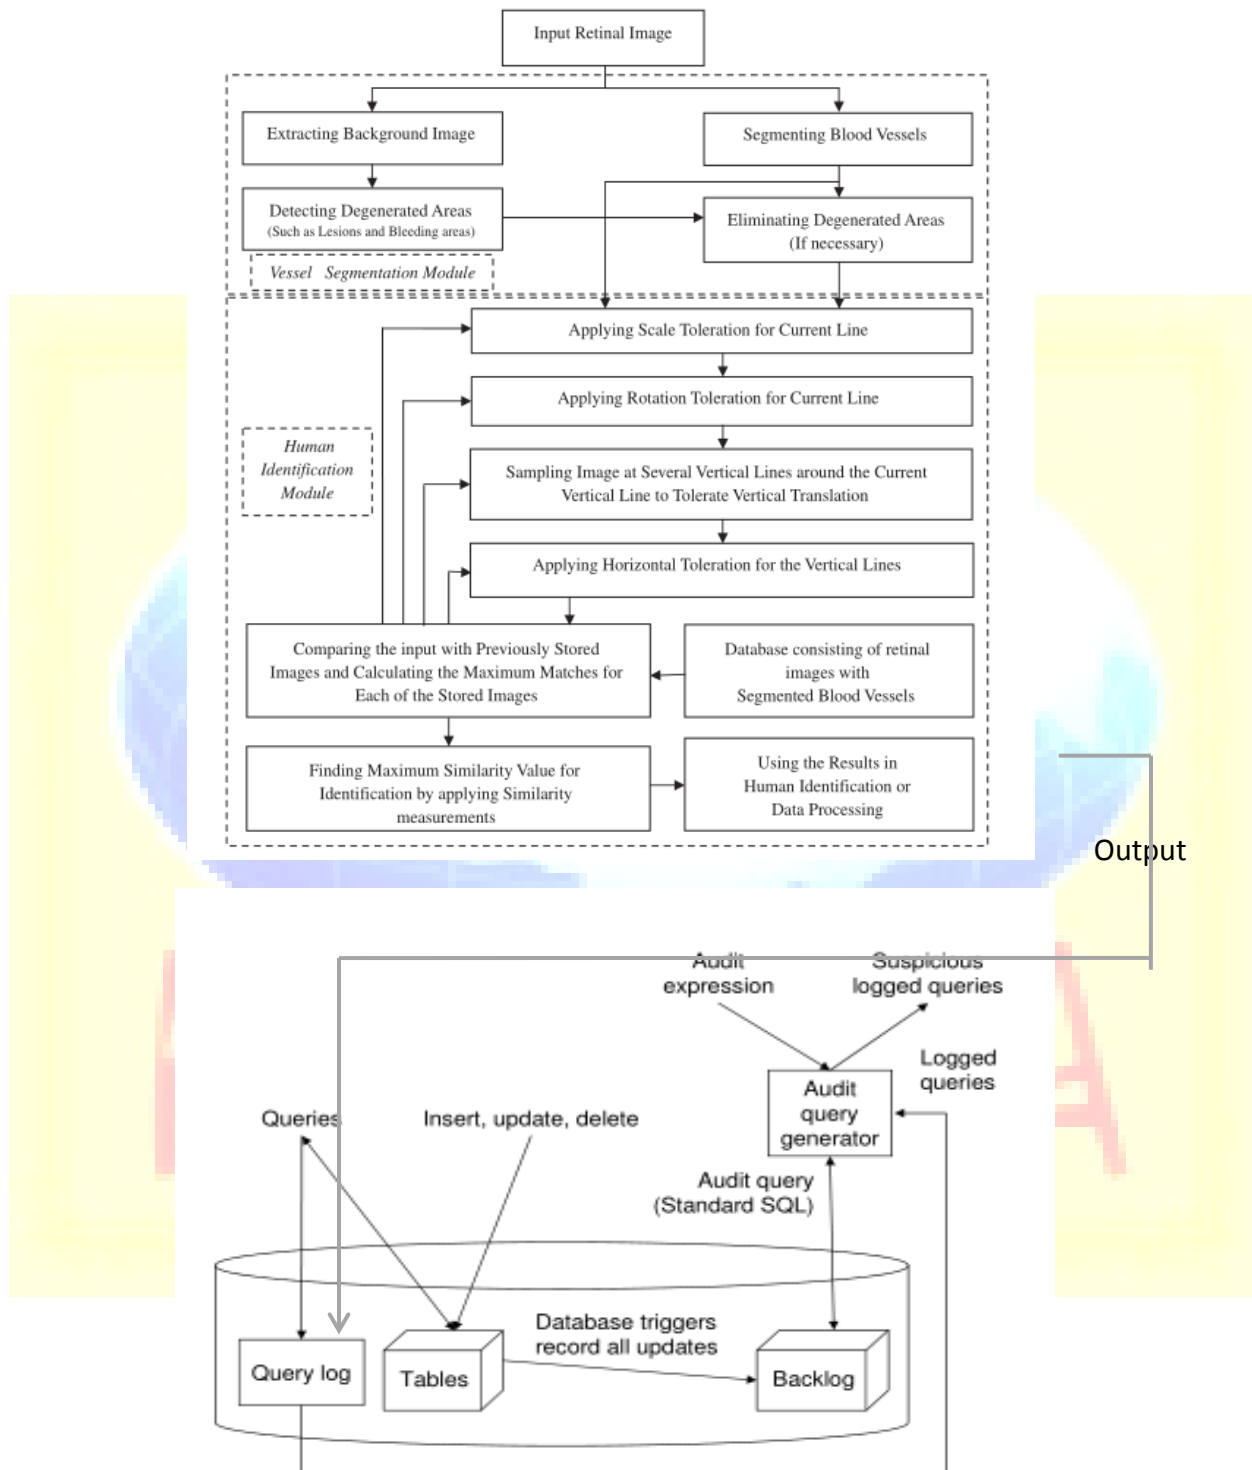 Input Retinal Image
Extracting Background Image
Segmenting Blood Vessels
Detecting Degenerated Areas
(Such as Lesions and Bleeding areas)
Eliminating Degenerated Areas
(If necessary)
Vessel Segmentation Module
Applying Scale Toleration for Current Line
Applying Rotation Toleration for Current Line
Human
Identification
Module
Sampling Image at Several Vertical Lines around the Current
Vertical Line to Tolerate Vertical Translation
Applying Horizontal Toleration for the Vertical Lines
Comparing the input with Previously Stored
Images and Calculating the Maximum Matches for
Each of the Stored Images
Database consisting of retinal
images with
Segmented Blood Vessels
Finding Maximum Similarity Value for
Identification by applying Similarity
measurements
Using the Results in
Human Identification or
Data Processing
Output
Audit
expression
Suspicious
logged queries
Logged
queries
Audit
query
generator
Queries
Insert, update, delete
Audit query
(Standard SQL)
Database triggers
record all updates
Query log
Tables
Backlog